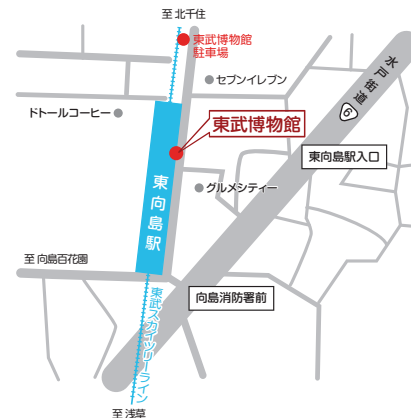 至 北千住
東武博物館
駐車場
セブンイレブン
水戸街道
6
ドトールコーヒー
東武博物館
東向島駅入口
東向島駅
グルメシティー
至 向島百花園
東武スカイツリーライン
向島消防署前
至 浅草